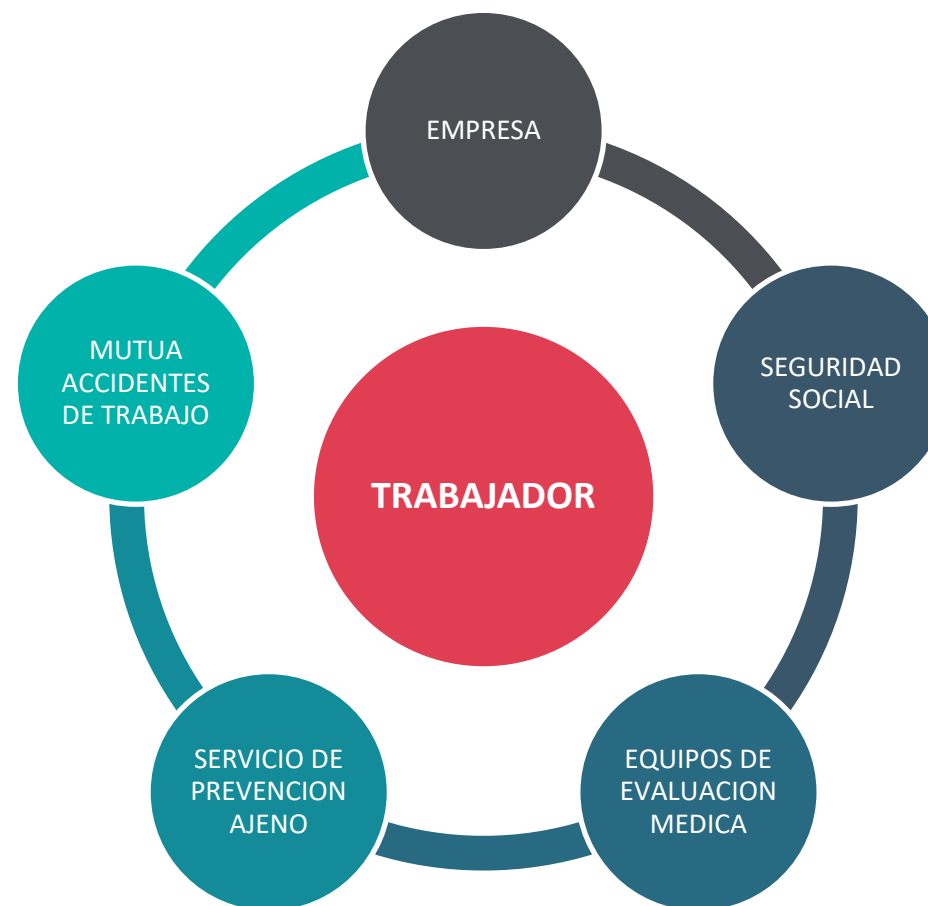 EMPRESA
SEGURIDAD
SOCIAL
EQUIPOS DE
EVALUACION
MEDICA
SERVICIO DE
PREVENCION
AJENO
MUTUA
ACCIDENTES
DE TRABAJO
TRABAJADOR